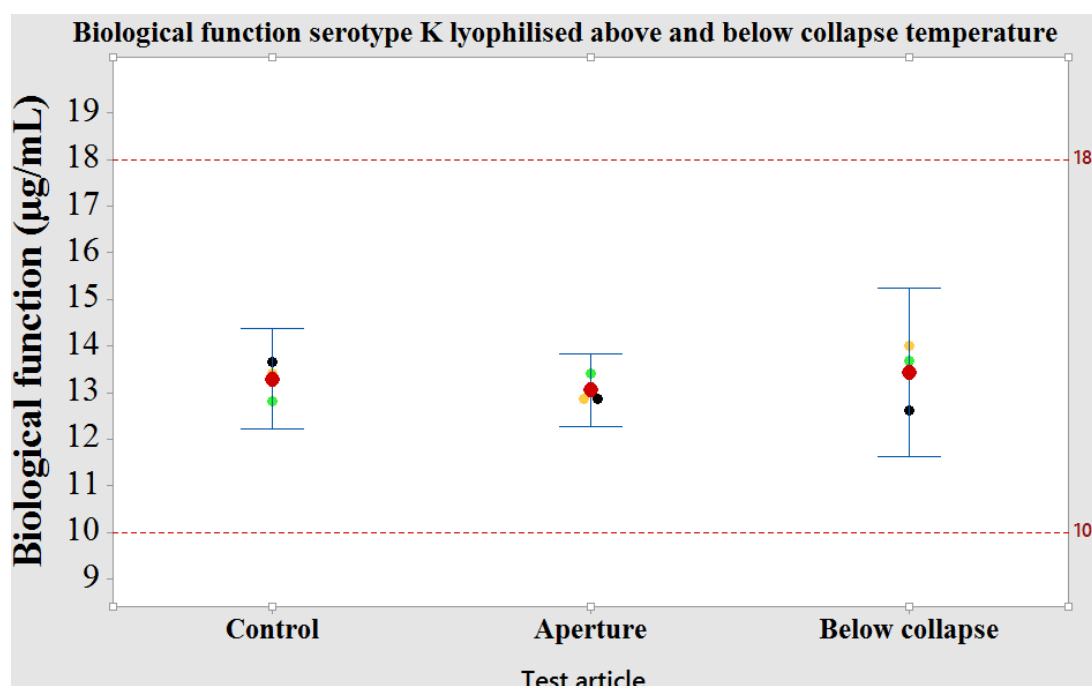 Biological function serotype K lyophilised above and below collapse temperature
Biological function (µg/mL)
19
18
17
16
15
14
13
12
11
10
9
18
10
Control
Aperture
Below collapse
Test article